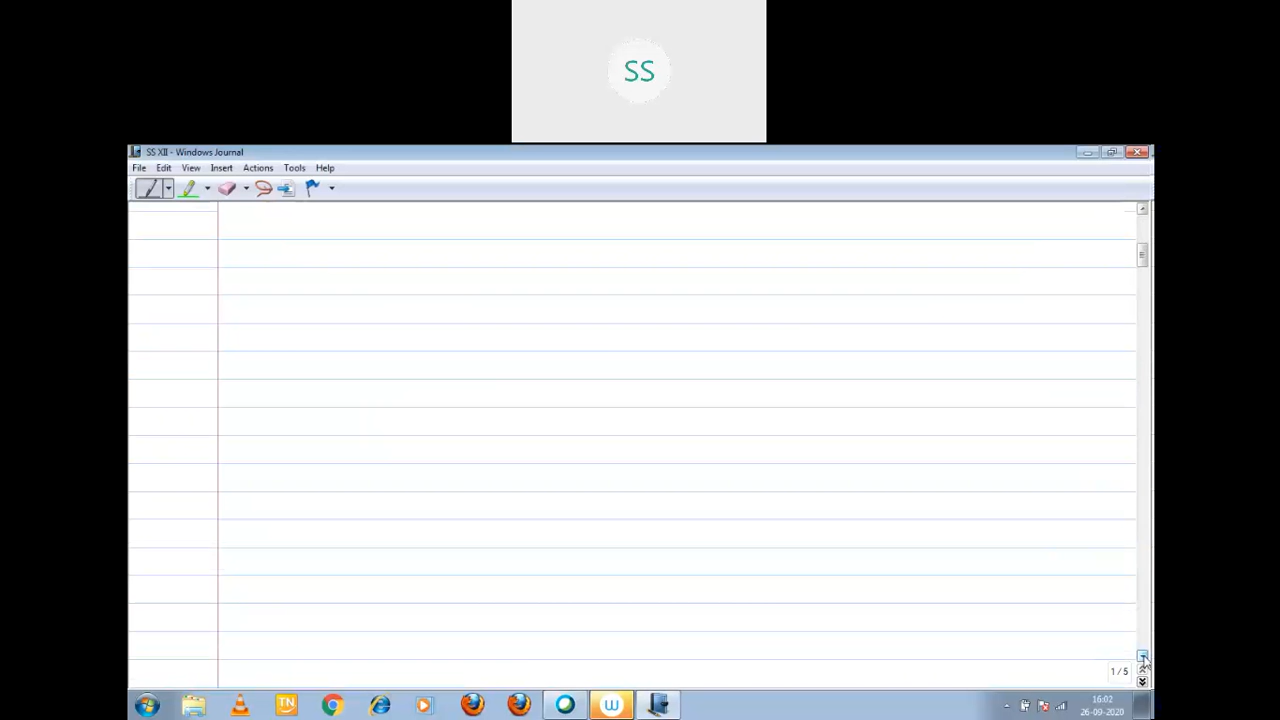 SS
SS XII - Windows Journal
File Edit View Insert Actions Tools Help
1 / 5
TN
W
16:02
26-09-2020